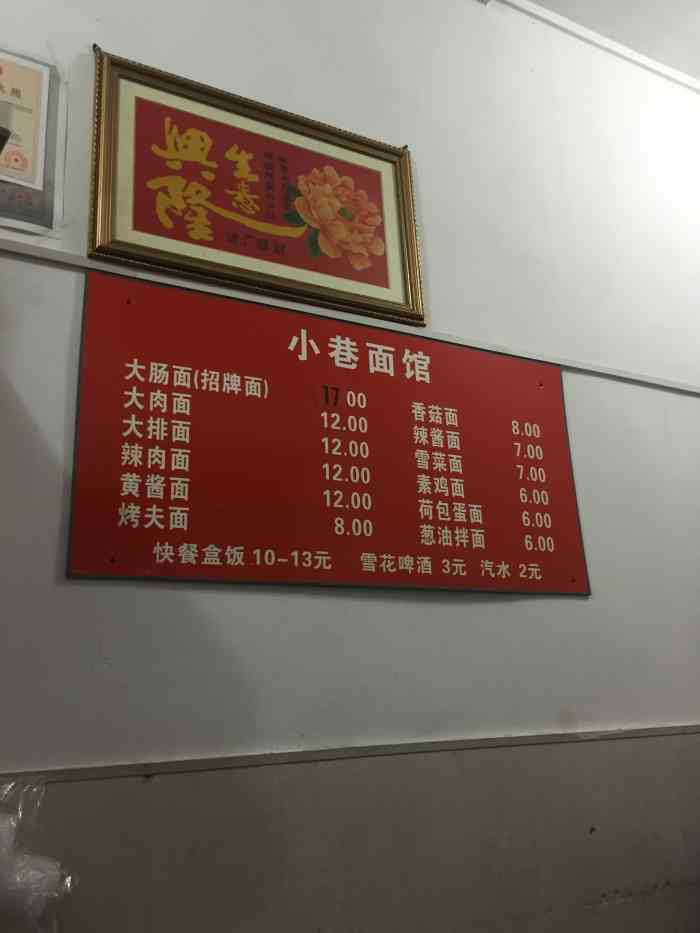 生意
興隆
小巷面馆
大肠面(招牌面) 17 00
大肉面 12.00
大排面 12.00
辣肉面 12.00
黄酱面 12.00
烤夫面 8.00
香菇面 8.00
辣酱面 7.00
雪菜面 7.00
素鸡面 6.00
荷包蛋面 6.00
葱油拌面 6.00
快餐盒饭 10-13元 雪花啤酒 3元 汽水 2元